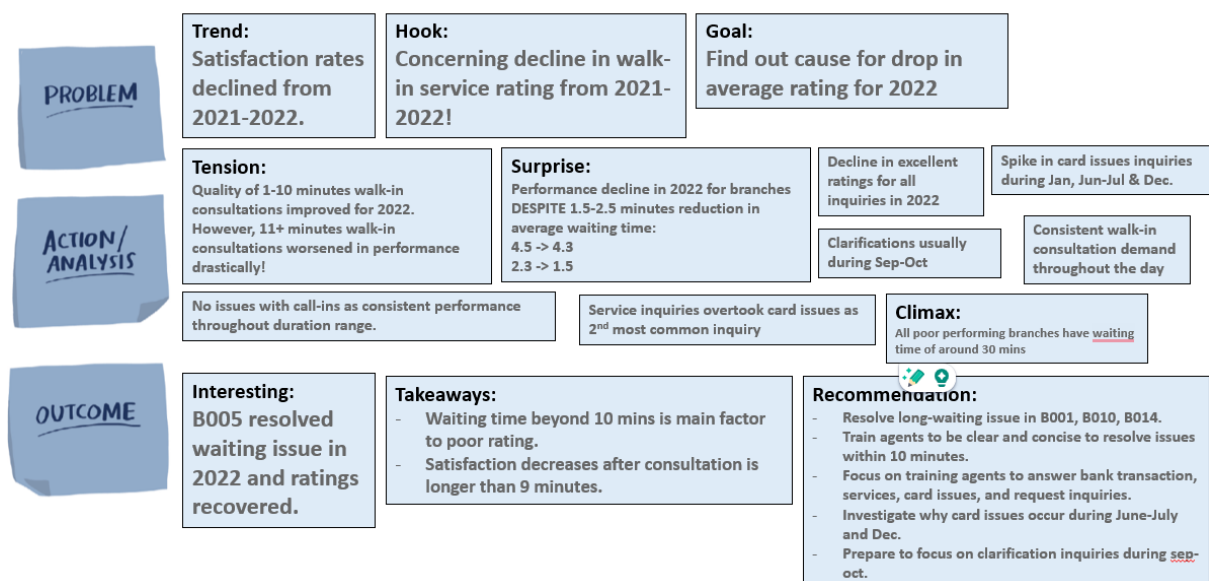 PROBLEM
Trend:
Satisfaction rates
declined from
2021-2022.
Hook:
Concerning decline in walk-
in service rating from 2021-
2022!
Goal:
Find out cause for drop in
average rating for 2022
ACTION/
ANALYSIS
Tension:
Quality of 1-10 minutes walk-in
consultations improved for 2022.
However, 11+ minutes walk-in
consultations worsened in performance
drastically!
Surprise:
Performance decline in 2022 for branches
DESPITE 1.5-2.5 minutes reduction in
average waiting time:
4.5 -> 4.3
2.3 -> 1.5
Decline in excellent
ratings for all
inquiries in 2022
Spike in card issues inquiries
during Jan, Jun-Jul & Dec.
Clarifications usually
during Sep-Oct
Consistent walk-in
consultation demand
throughout the day
No issues with call-ins as consistent performance
throughout duration range.
Service inquiries overtook card issues as
2nd most common inquiry
Climax:
All poor performing branches have waiting
time of around 30 mins
OUTCOME
Interesting:
B005 resolved
waiting issue in
2022 and ratings
recovered.
Takeaways:
- Waiting time beyond 10 mins is main factor
to poor rating.
- Satisfaction decreases after consultation is
longer than 9 minutes.
Recommendation:
- Resolve long-waiting issue in B001, B010, B014.
- Train agents to be clear and concise to resolve issues
within 10 minutes.
- Focus on training agents to answer bank transaction,
services, card issues, and request inquiries.
- Investigate why card issues occur during June-July
and Dec.
- Prepare to focus on clarification inquiries during sep-
oct.